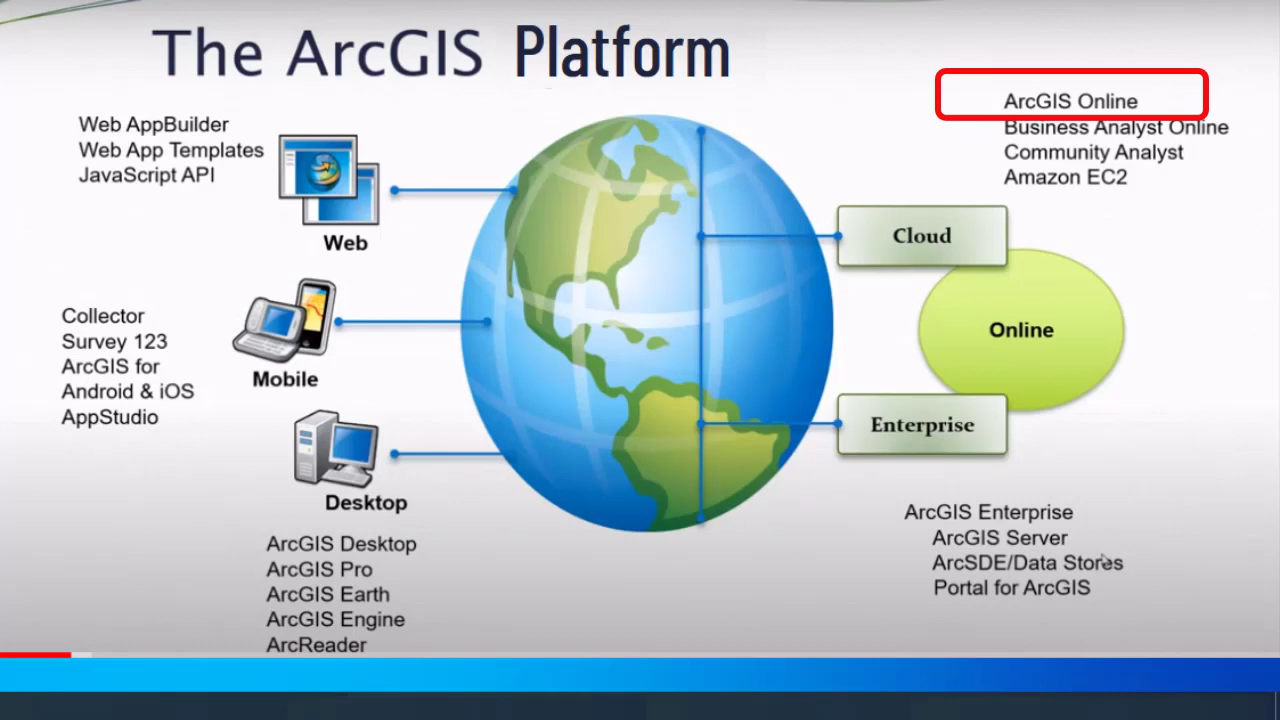 The ArcGIS Platform
Web AppBuilder
Web App Templates
JavaScript API
Web
Collector
Survey 123
ArcGIS for
Android & iOS
AppStudio
Mobile
Desktop
ArcGIS Desktop
ArcGIS Pro
ArcGIS Earth
ArcGIS Engine
ArcReader
ArcGIS Online
Business Analyst Online
Community Analyst
Amazon EC2
Cloud
Online
Enterprise
ArcGIS Enterprise
ArcGIS Server
ArcSDE/Data Stores
Portal for ArcGIS